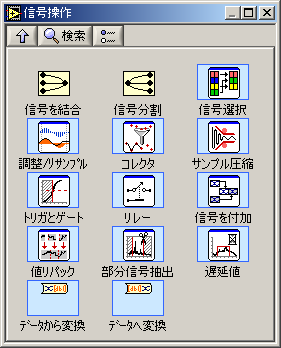 信号操作
検索
信号を結合 信号分割 信号選択
調整/リサンプル コレクタ サンプル圧縮
トリガとゲート リレー 信号を付加
値リパック 部分信号抽出 遅延値
データから変換 データへ変換